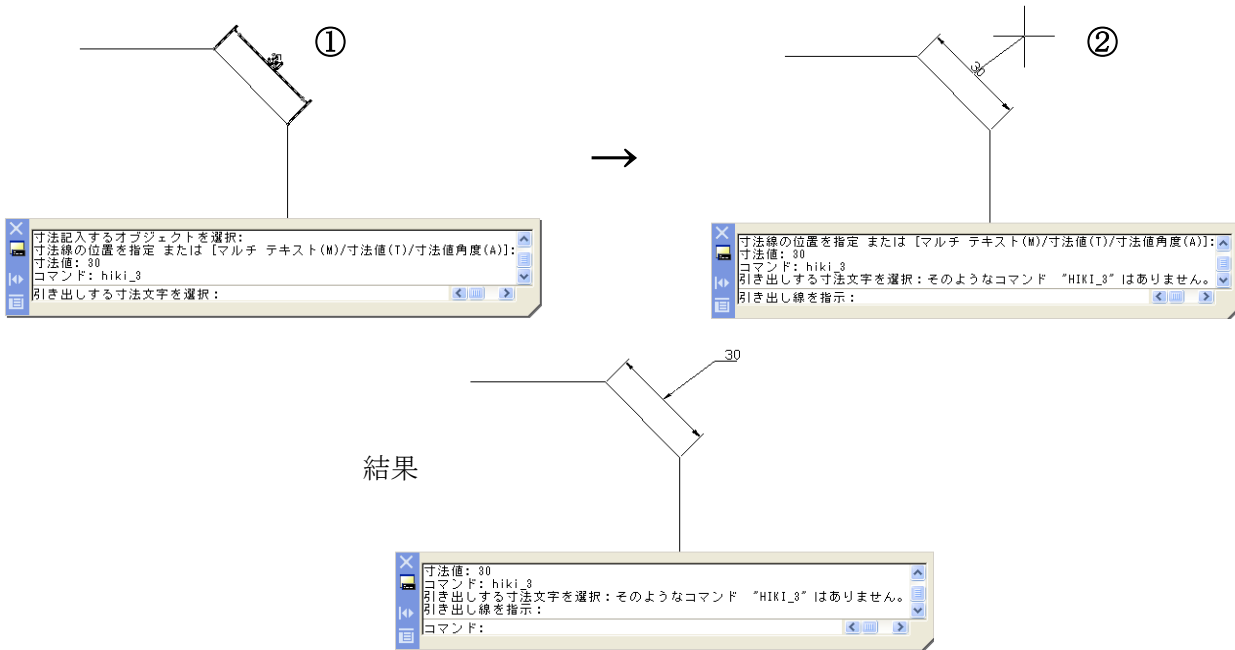 ①
寸法記入するオブジェクトを選択:
寸法線の位置を指定 または [マルチ テキスト(M)/寸法値(T)/寸法値角度(A)]:
寸法値: 30
コマンド: hiki_3
引き出しする寸法文字を選択:
→
②
30
寸法線の位置を指定 または [マルチ テキスト(M)/寸法値(T)/寸法値角度(A)]:
寸法値: 30
コマンド: hiki_3
引き出しする寸法文字を選択:そのようなコマンド "HIKI_3" はありません。
引き出し線を指示:
30
結果
寸法値: 30
コマンド: hiki_3
引き出しする寸法文字を選択:そのようなコマンド "HIKI_3" はありません。
引き出し線を指示:
コマンド: